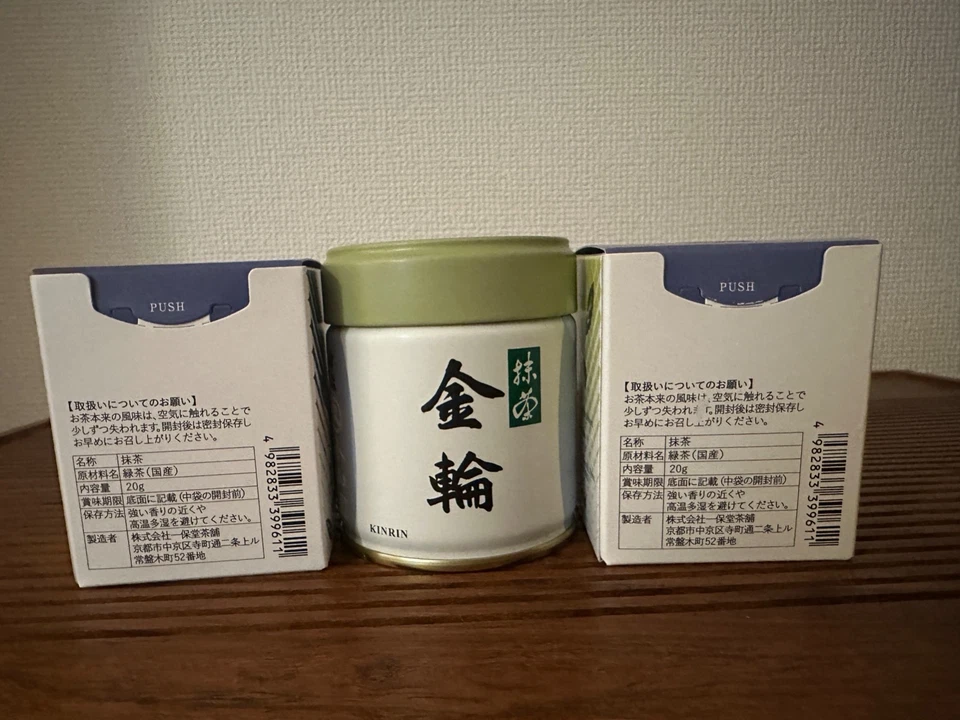 PUSH
【取扱いについてのお願い】
お茶本来の風味は、空気に触れることで
少しずつ失われます。開封後は密封保存し
お早めにお召し上がりください。
名称 抹茶
原材料名 緑茶（国産）
内容量 20g
賞味期限 底面に記載（中袋の開封前）
保存方法 強い香りの近くや
高温多湿を避けてください。
製造者 株式会社一保堂茶舗
京都市中京区寺町通二条上ル
常盤木町52番地
4 982833 399611
抹茶
金輪
KINRIN
PUSH
【取扱いについてのお願い】
お茶本来の風味は、空気に触れることで
少しずつ失われ す。開封後は密封保存し
お早めにお召し上がりください。
名称 抹茶
原材料名 緑茶（国産）
内容量 20g
賞味期限 底面に記載（中袋の開封前）
保存方法 強い香りの近くや
高温多湿を避けてください。
製造者 株式会社一保堂茶舗
京都市中京区寺町通二条上ル
常盤木町52番地
4 982833 399611